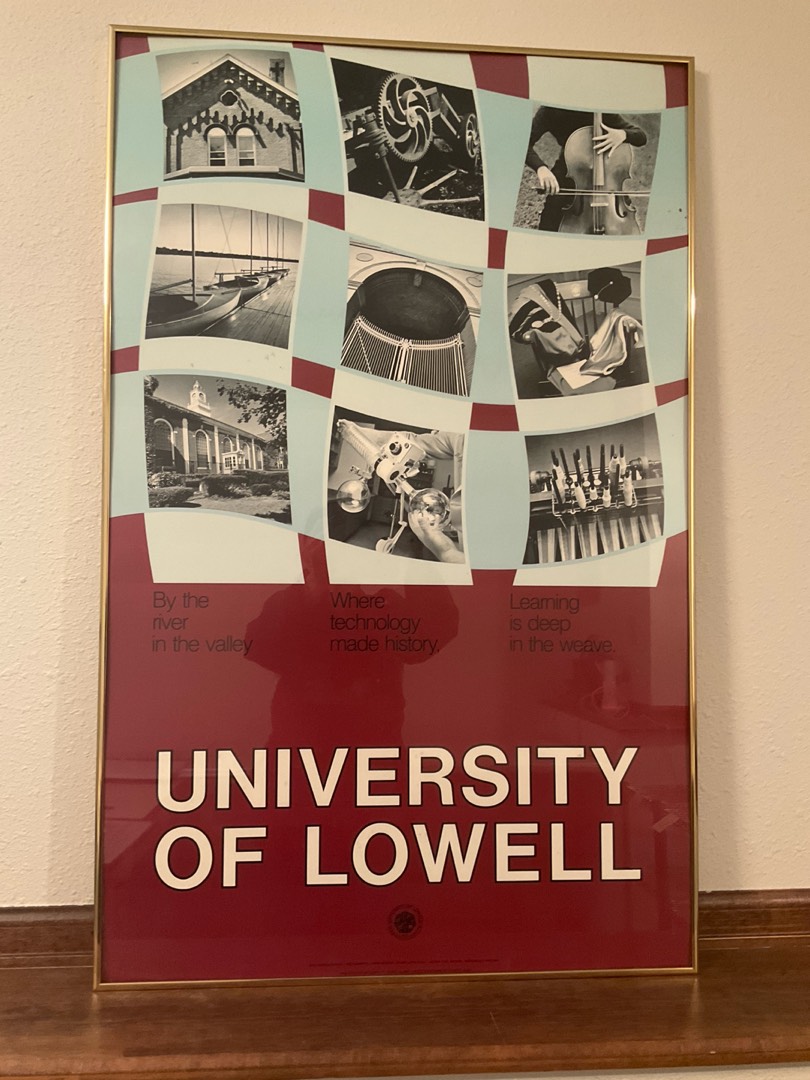 By the
river
in the valley
Where
technology
made history,
Learning
is deep
in the weave.
UNIVERSITY
OF LOWELL